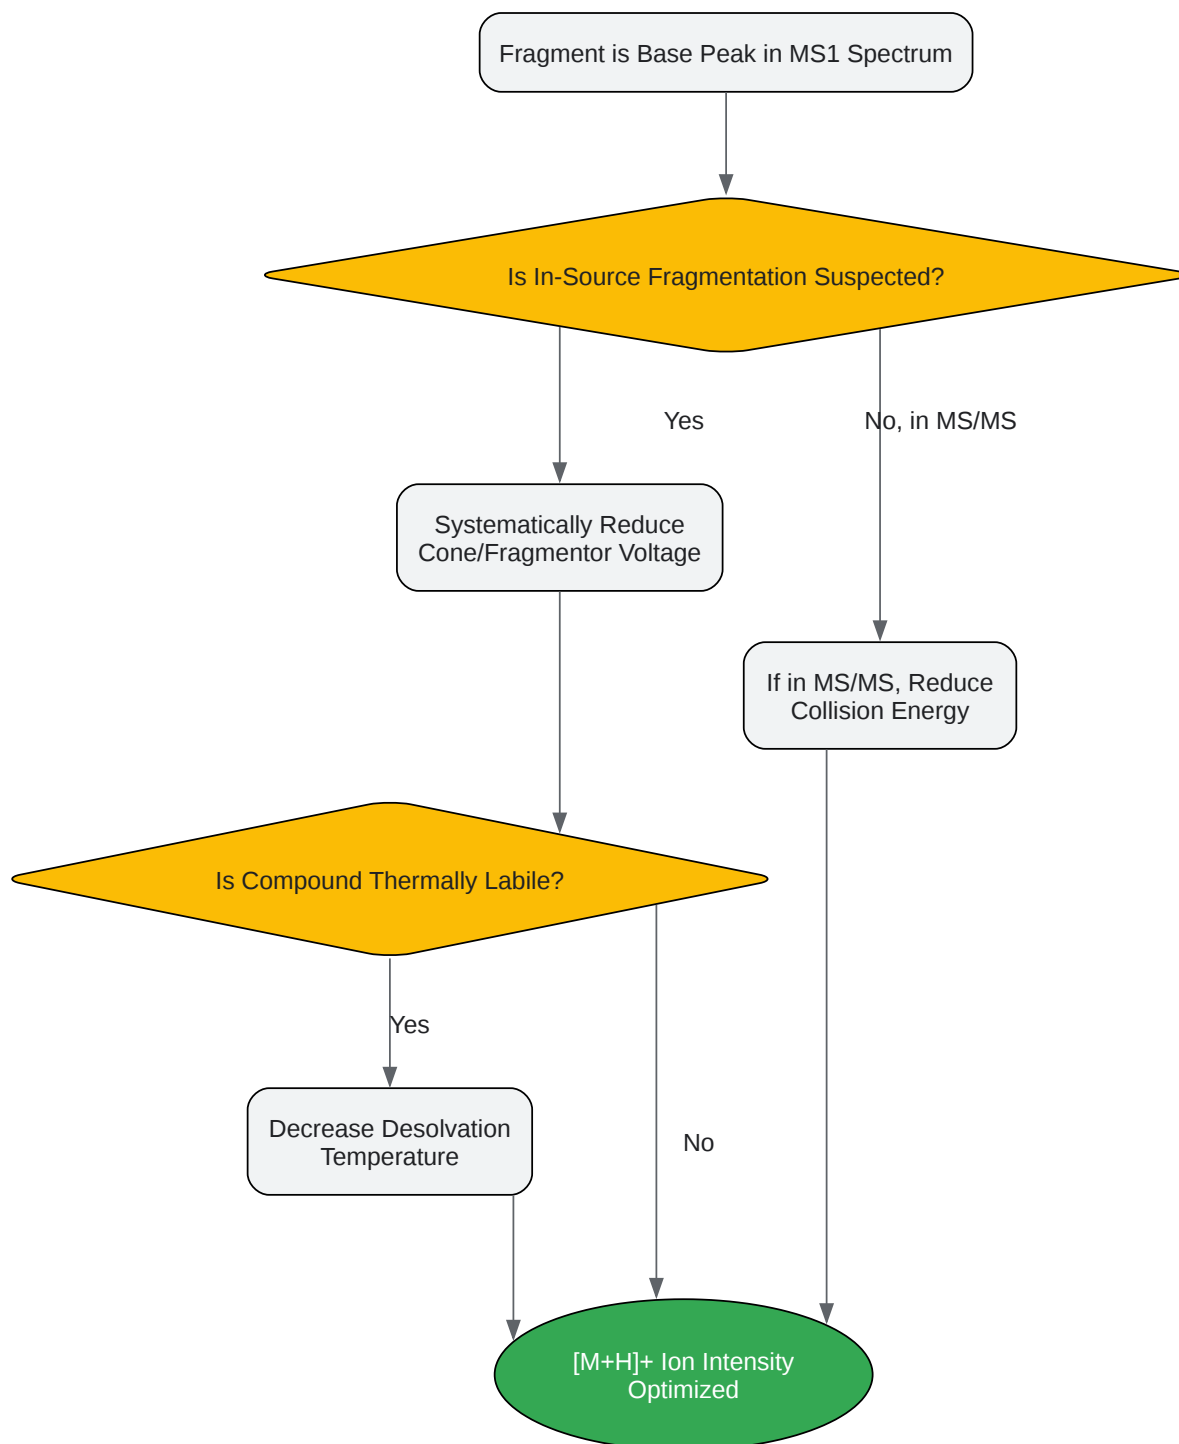 Fragment is Base Peak in MS1 Spectrum
Is In-Source Fragmentation Suspected?
Yes
No, in MS/MS
Systematically Reduce
Cone/Fragmentor Voltage
If in MS/MS, Reduce
Collision Energy
Is Compound Thermally Labile?
Yes
Decrease Desolvation
Temperature
No
[M+H]+ Ion Intensity
Optimized